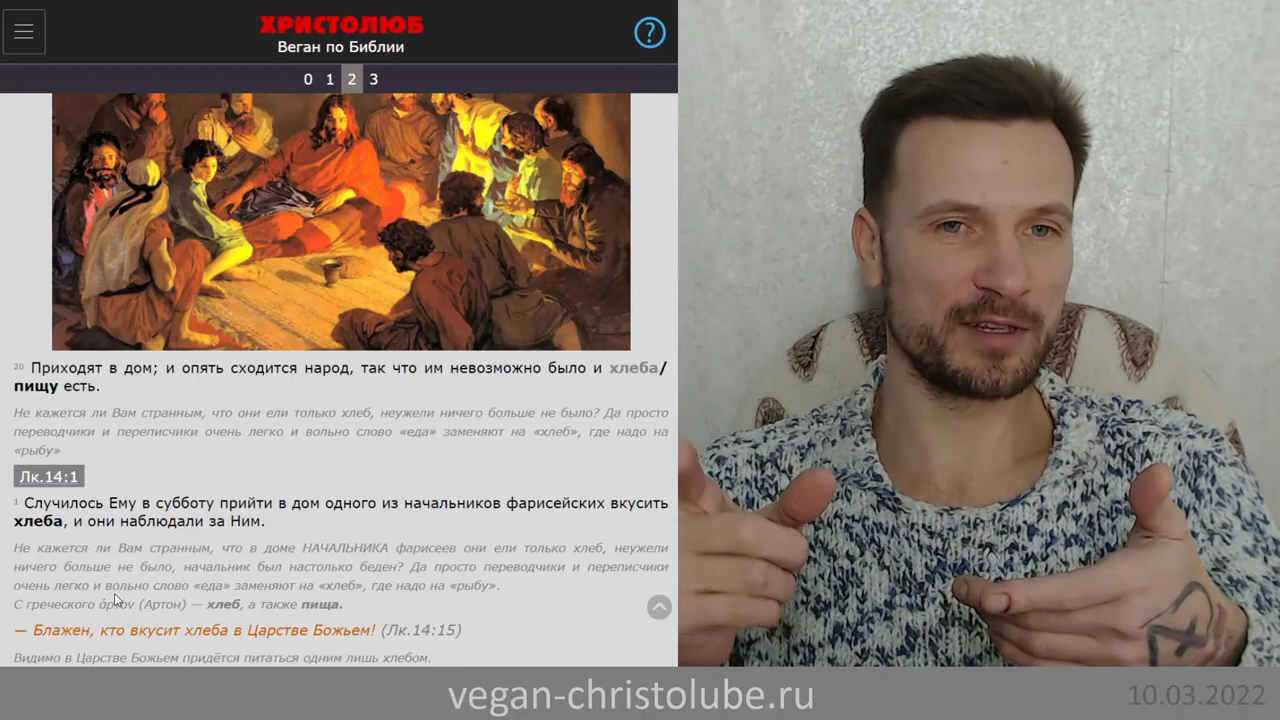 ХРИСТОЛЮБ
Веган по Библии
?
0 1 2 3
20 Приходят в дом; и опять сходится народ, так что им невозможно было и хлеба/
пищу есть.
Не кажется ли Вам странным, что они ели только хлеб, неужели ничего больше не было? Да просто
переводчики и переписчики очень легко и вольно слово «еда» заменяют на «хлеб», где надо на
«рыбу»
Лк.14:1
1 Случилось Ему в субботу прийти в дом одного из начальников фарисейских вкусить
хлеба, и они наблюдали за Ним.
Не кажется ли Вам странным, что в доме НАЧАЛЬНИКА фарисеев они ели только хлеб, неужели
ничего больше не было, начальник был настолько беден? Да просто переводчики и переписчики
очень легко и вольно слово «еда» заменяют на «хлеб», где надо на «рыбу».
С греческого (Артон) — хлеб, а также пища.
— Блажен, кто вкусит хлеба в Царстве Божьем! (Лк.14:15)
Видимо в Царстве Божьем придётся питаться одним лишь хлебом.
vegan-christolube.ru
10.03.2022